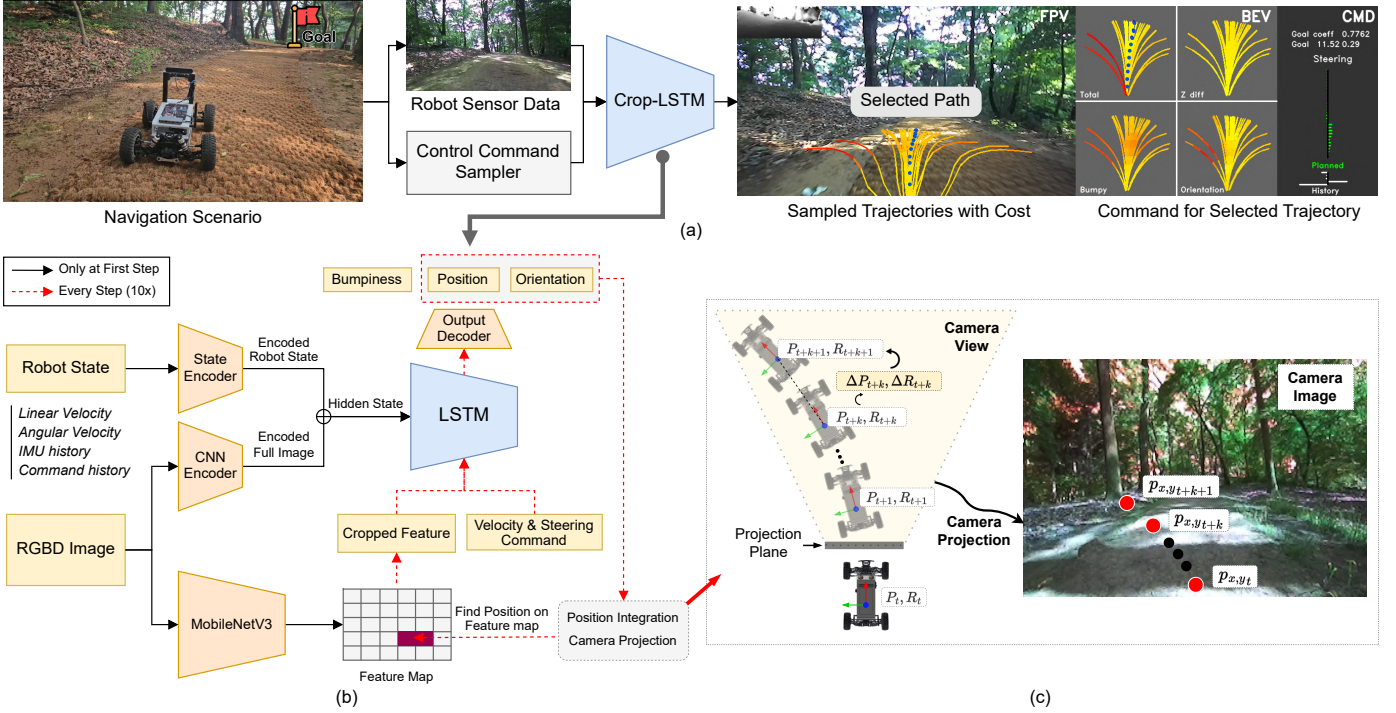 Goal
Navigation Scenario
Robot Sensor Data
Control Command
Sampler
Crop-LSTM
FPV
Selected Path
Sampled Trajectories with Cost
BEV
Total
Z diff
Bumpy
Orientation
CMD
Goal coeff 0.7762
Goal 11.52 0.29
Steering
Planned
History
Command for Selected Trajectory
(a)
Only at First Step
Every Step (10x)
Bumpiness
Position
Orientation
Output
Decoder
Robot State
State
Encoder
Encoded
Robot State
Linear Velocity
Angular Velocity
IMU history
Command history
CNN
Encoder
Encoded
Full Image
Hidden State
LSTM
RGBD Image
Cropped Feature
Velocity & Steering
Command
MobileNetV3
Feature Map
Find Position on
Feature map
Position Integration
Camera Projection
(b)
Camera
View
P_{t+k+1}, R_{t+k+1}
ΔP_{t+k}, ΔR_{t+k}
P_{t+k}, R_{t+k}
P_{t+1}, R_{t+1}
Projection
Plane
P_t, R_t
Camera
Projection
Camera
Image
p_{x,y_{t+k+1}}
p_{x,y_{t+k}}
p_{x,y_t}
(c)